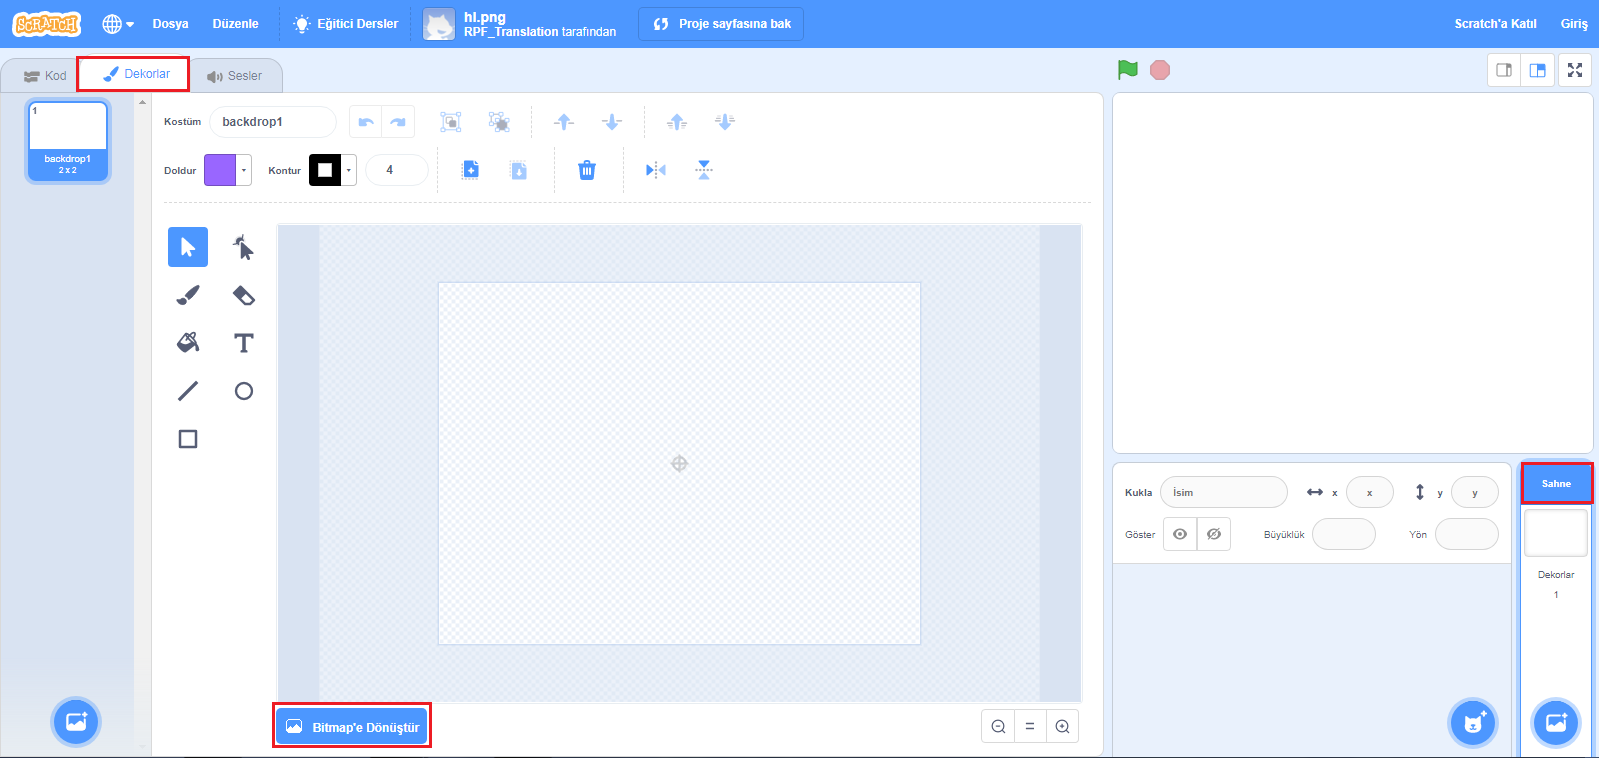 SCRATCH
Dosya
Düzenle
Eğitici Dersler
hl.png
RPF_Translation tarafından
Proje sayfasına bak
Scratch'a Katıl
Giriş
Kod
Dekorlar
Sesler
1
backdrop1
2 x 2
Kostüm
backdrop1
Doldur
Kontur
4
Bitmap'e Dönüştür
Kukla
İsim
x
x
y
y
Göster
Büyüklük
Yön
Sahne
Dekorlar
1